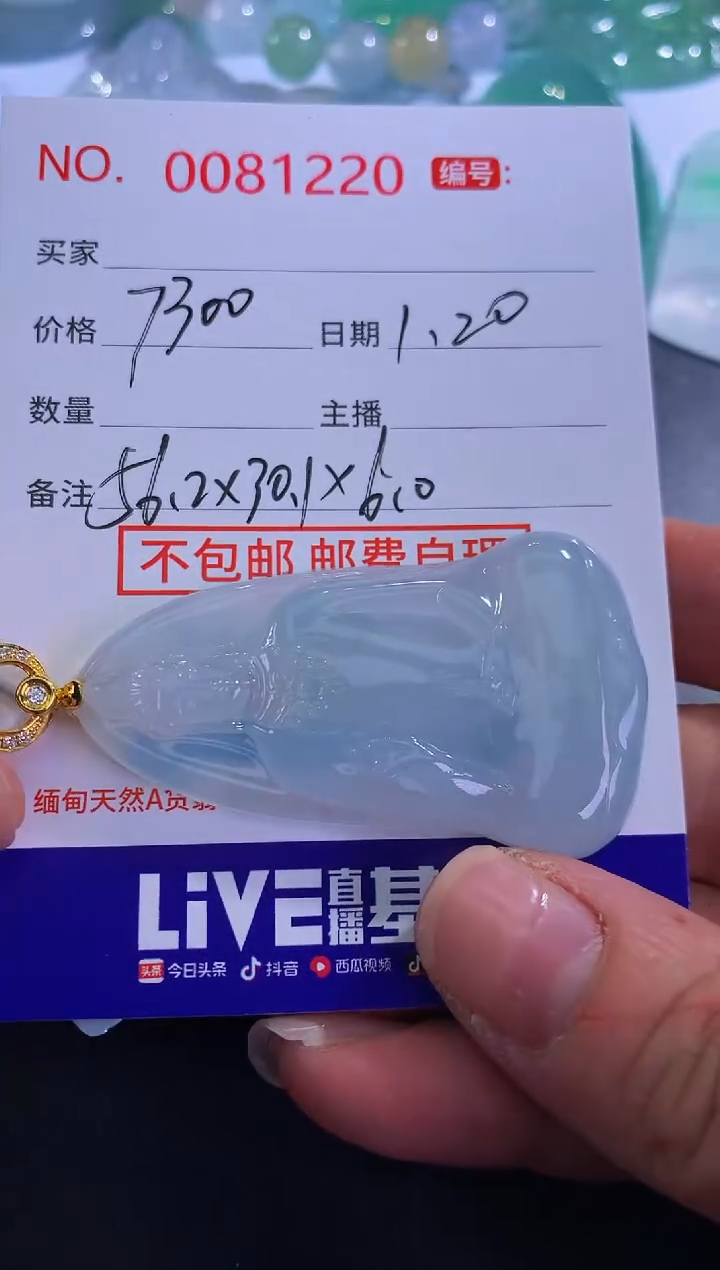 NO. 0081220 编号:
买家
价格 7300 日期 1.20
数量 主播
备注 56.2×30.1×6.0
不包邮 邮费自理
缅甸天然A货翡
LiVE直播基
头条 今日头条 抖音 西瓜视频